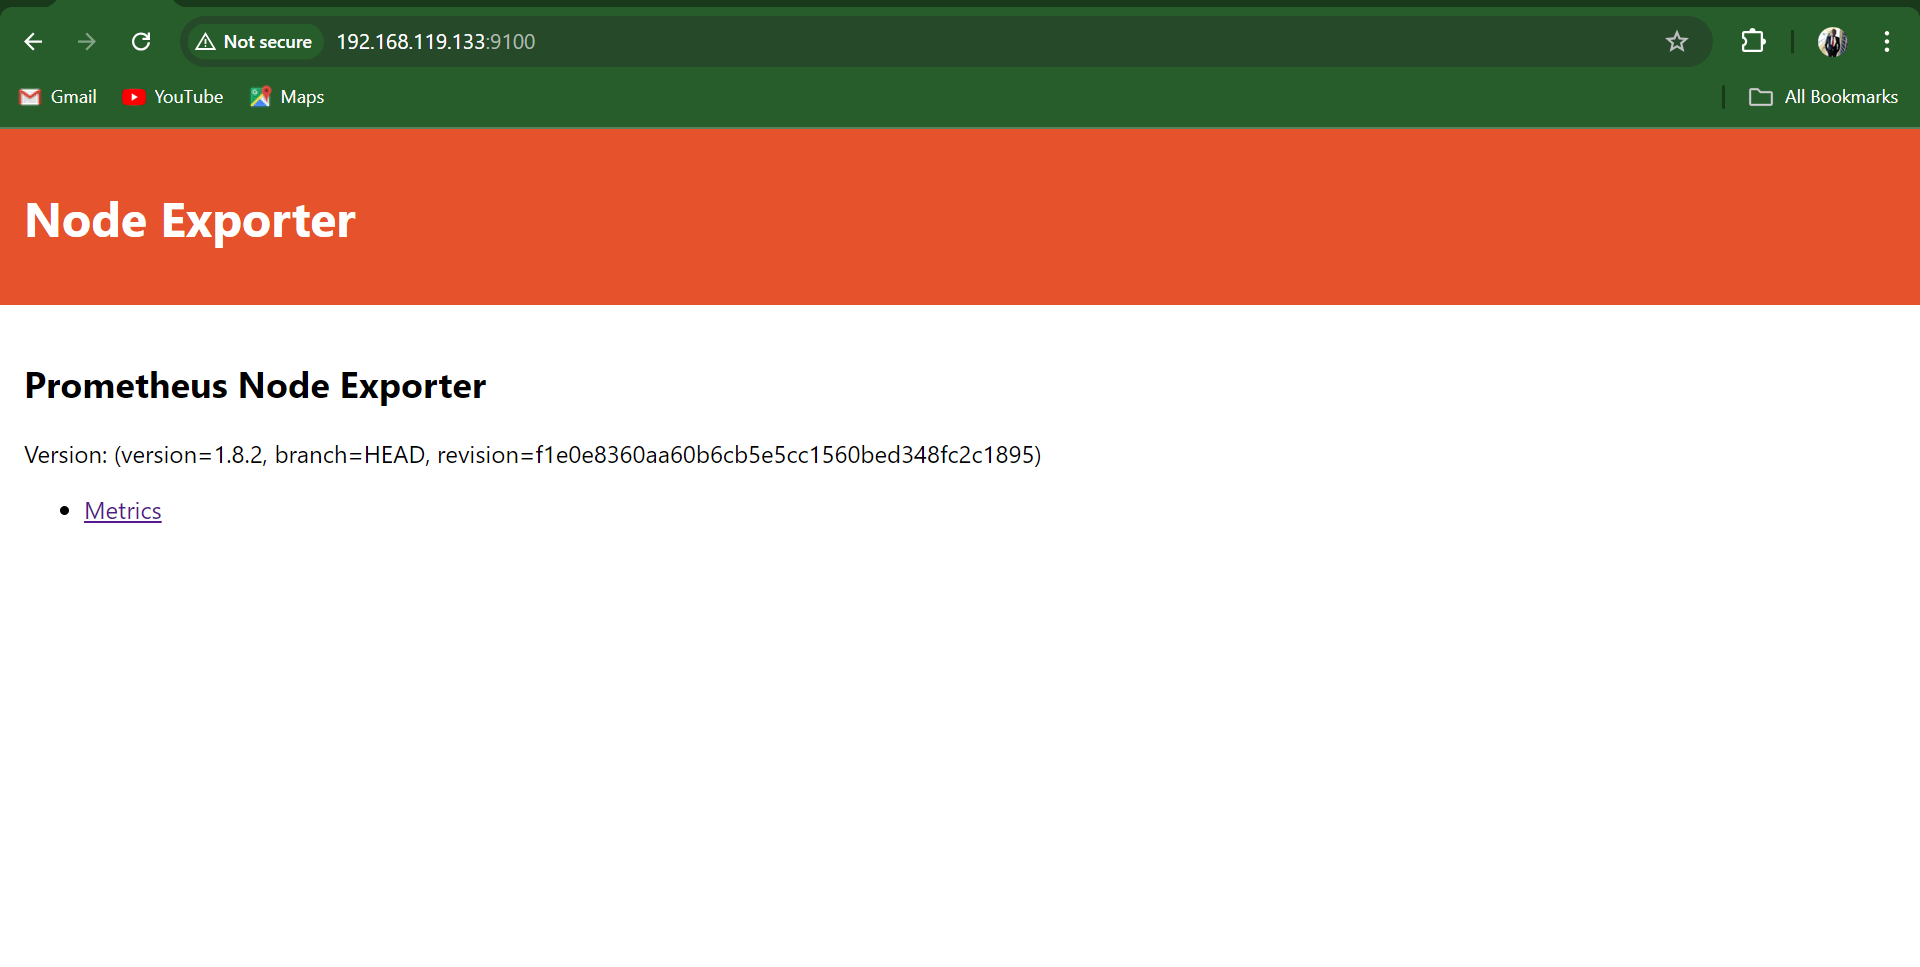 Not secure 192.168.119.133:9100
Gmail YouTube Maps All Bookmarks
Node Exporter
Prometheus Node Exporter
Version: (version=1.8.2, branch=HEAD, revision=f1e0e8360aa60b6cb5e5cc1560bed348fc2c1895)
Metrics